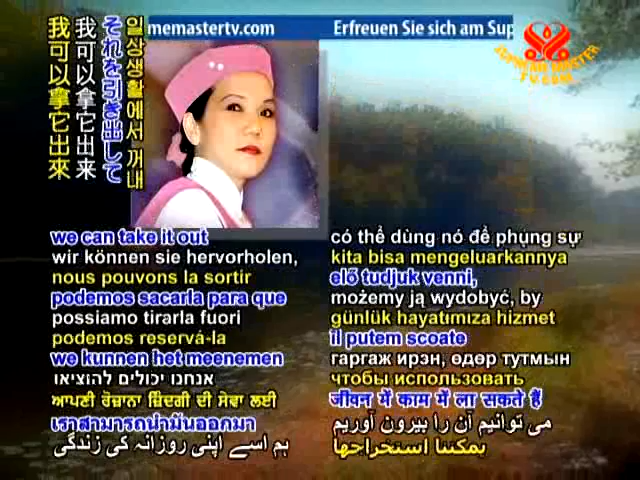 memastertv.com
Erfreuen Sie sich am Sup
SUPREME MASTER
TV.COM
我可以拿它出來
我可以拿它出来
それを引き出して
일상생활에서 꺼내
we can take it out
wir können sie hervorholen,
nous pouvons la sortir
podemos sacarla para que
possiamo tirarla fuori
podemos reservá-la
we kunnen het meenemen
אנחנו יכולים להוציאו
ਆਪਣੀ ਰੋਜ਼ਾਨਾ ਜ਼ਿੰਦਗੀ ਦੀ ਸੇਵਾ ਲਈ
เราสามารถนำมันออกมา
ہم اسے اپنی روزانہ کی زندگی
có thể dùng nó để phụng sự
kita bisa mengeluarkannya
elő tudjuk venni,
możemy ją wydobyć, by
günlük hayatımıza hizmet
îl putem scoate
гаргаж ирэн, өдөр тутмын
чтобы использовать
जीवन में काम में ला सकते हैं
می توانیم آن را بیرون آوریم
يمكننا استخراجها